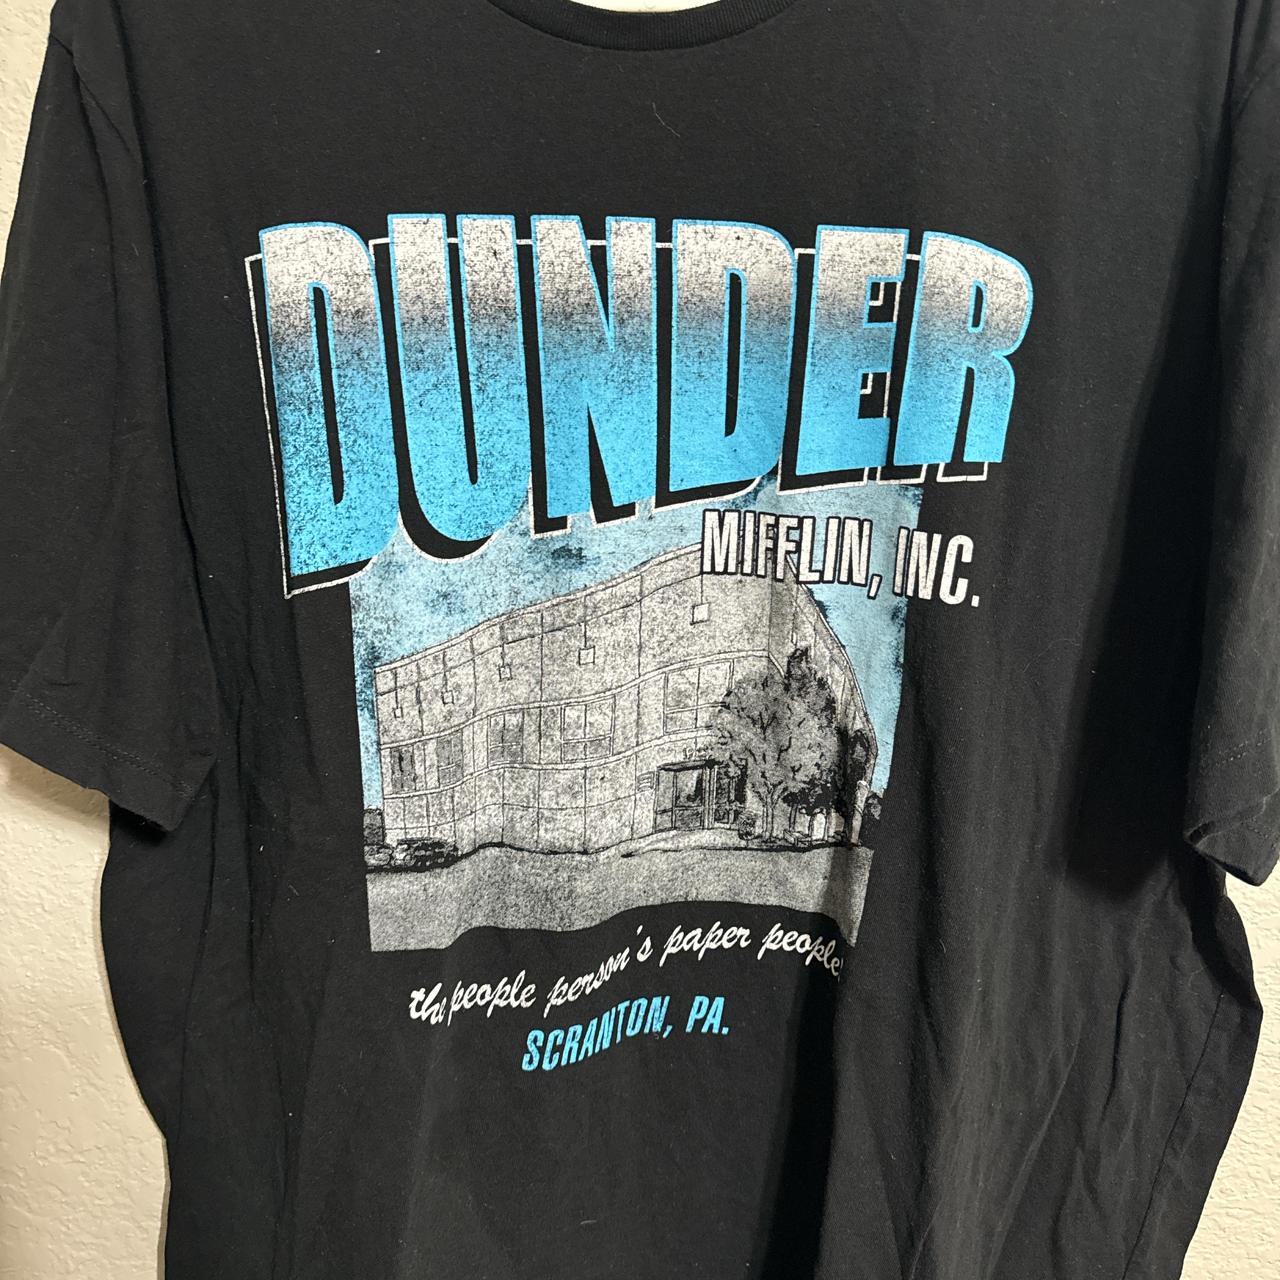 DUNDER
MIFFLIN, INC.
the people person's paper people!
SCRANTON, PA.